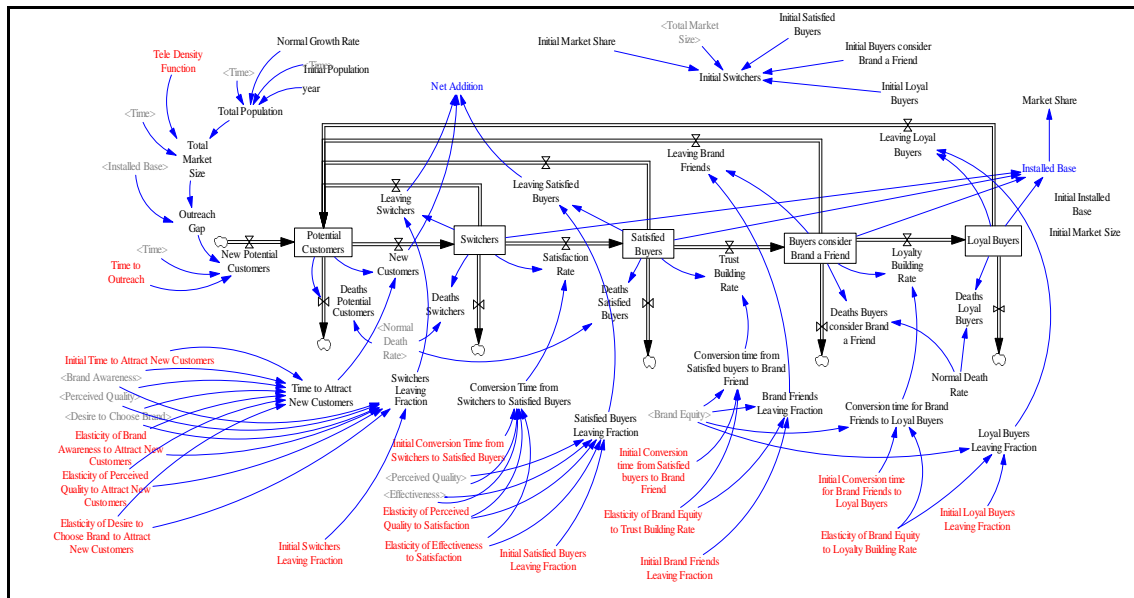 Tele Density
Function
Normal Growth Rate
<Time>
<Time>
Initial Population
year
Total Population
<Time>
Total
Market
Size
<Installed Base>
Outreach
Gap
<Time>
Time to
Outreach
New Potential
Customers
Initial Market Share
<Total Market
Size>
Initial Satisfied
Buyers
Initial Buyers consider
Brand a Friend
Initial Switchers
Initial Loyal
Buyers
Net Addition
Market Share
Leaving Loyal
Buyers
Leaving Brand
Friends
Leaving Satisfied
Buyers
Leaving
Switchers
Installed Base
Initial Installed
Base
Initial Market Size
Potential
Customers
Switchers
Satisfied
Buyers
Buyers consider
Brand a Friend
Loyal Buyers
New
Customers
Satisfaction
Rate
Trust
Building
Rate
Loyalty
Building
Rate
Deaths
Potential
Customers
Deaths
Switchers
Deaths
Satisfied
Buyers
Deaths Buyers
consider Brand
a Friend
Deaths
Loyal
Buyers
<Normal
Death
Rate>
Normal Death
Rate
Initial Time to Attract New Customers
<Brand Awareness>
<Perceived Quality>
<Desire to Choose Brand>
Elasticity of Brand
Awareness to Attract New
Customers
Elasticity of Perceived
Quality to Attract New
Customers
Elasticity of Desire to
Choose Brand to Attract
New Customers
Time to Attract
New Customers
Switchers
Leaving
Fraction
Initial Switchers
Leaving Fraction
Conversion Time from
Switchers to Satisfied Buyers
Initial Conversion Time from
Switchers to Satisfied Buyers
<Perceived Quality>
<Effectiveness>
Elasticity of Perceived
Quality to Satisfaction
Elasticity of Effectiveness
to Satisfaction
Satisfied Buyers
Leaving Fraction
Initial Satisfied Buyers
Leaving Fraction
Conversion time from
Satisfied buyers to Brand
Friend
<Brand Equity>
Initial Conversion
time from Satisfied
buyers to Brand
Friend
Elasticity of Brand Equity
to Trust Building Rate
Initial Brand Friends
Leaving Fraction
Brand Friends
Leaving Fraction
Conversion time for Brand
Friends to Loyal Buyers
Initial Conversion time
for Brand Friends to
Loyal Buyers
Loyal Buyers
Leaving Fraction
Initial Loyal Buyers
Leaving Fraction
Elasticity of Brand Equity
to Loyalty Building Rate